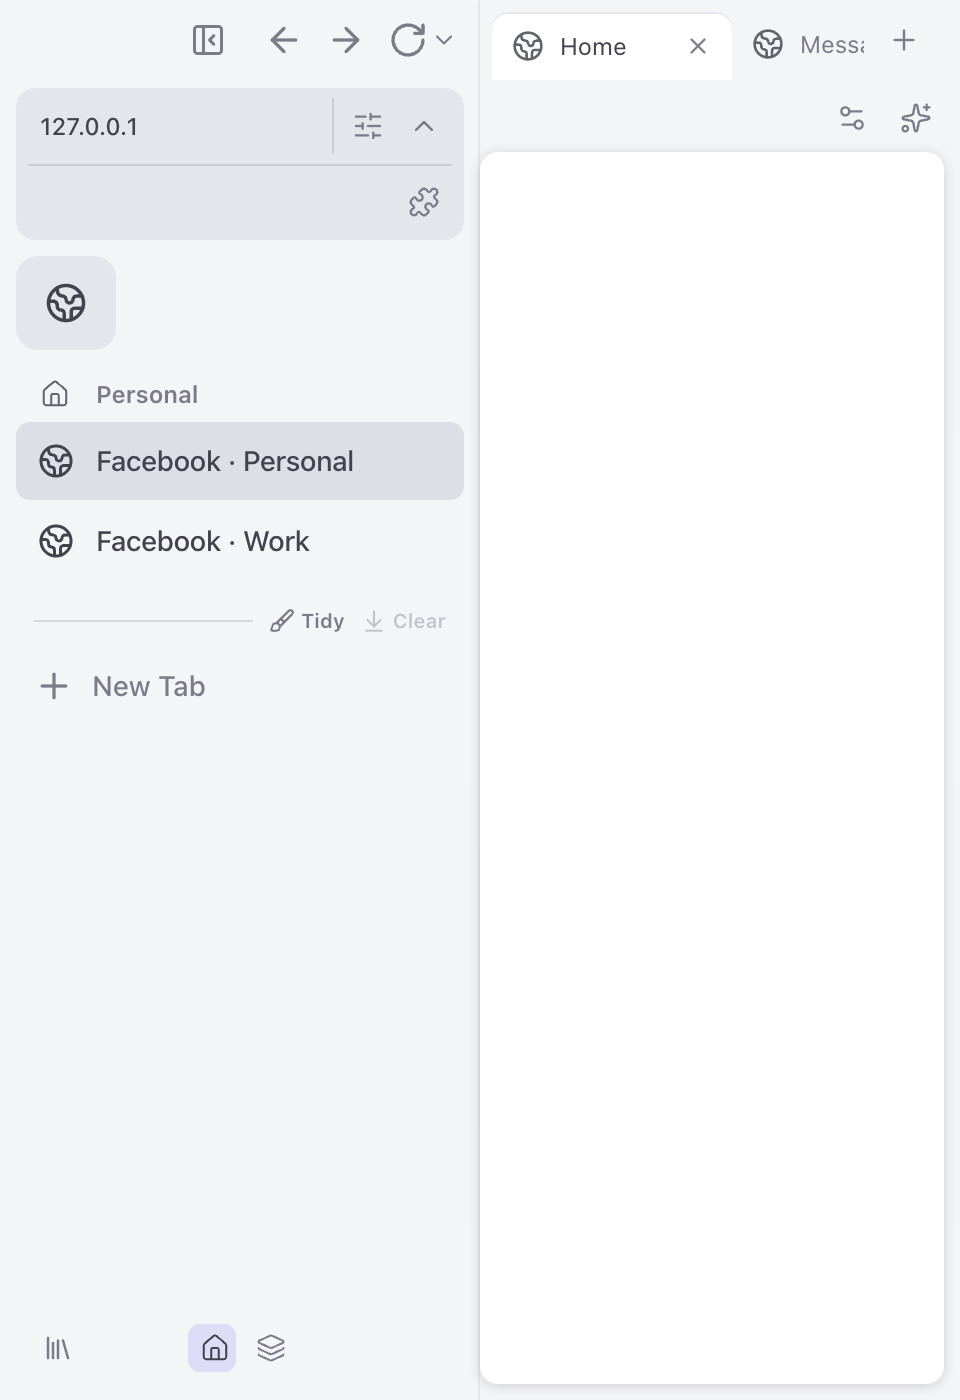 Home
127.0.0.1
Personal
Facebook · Personal
Facebook · Work
Tidy
Clear
New Tab